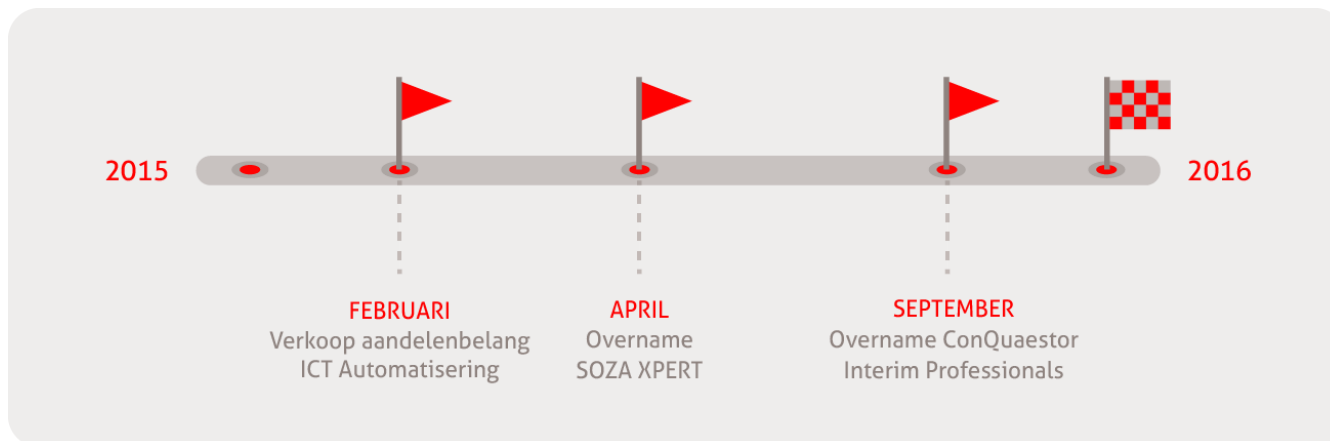 2015
2016
FEBRUARI
Verkoop aandelenbelang
ICT Automatisering
APRIL
Overname
SOZA XPERT
SEPTEMBER
Overname ConQuaestor
Interim Professionals